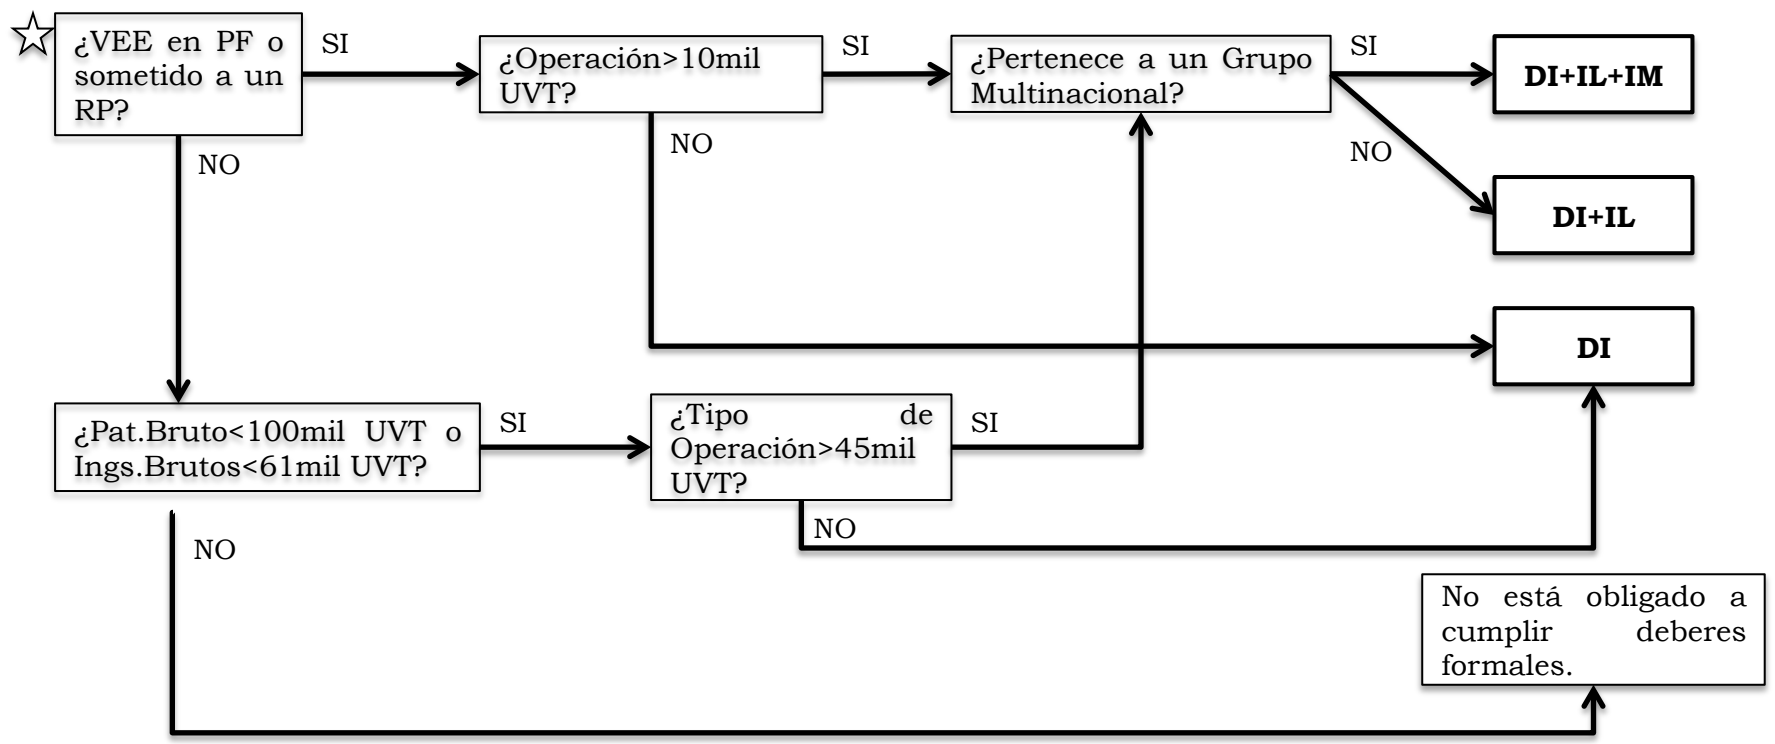 ¿VEE en PF o
sometido a un
RP?
SI
¿Operación>10mil
UVT?
SI
¿Pertenece a un Grupo
Multinacional?
SI
DI+IL+IM
NO
NO
NO
DI+IL
DI
¿Pat.Bruto<100mil UVT o
Ings.Brutos<61mil UVT?
SI
¿Tipo de
Operación>45mil
UVT?
SI
NO
NO
No está obligado a
cumplir deberes
formales.